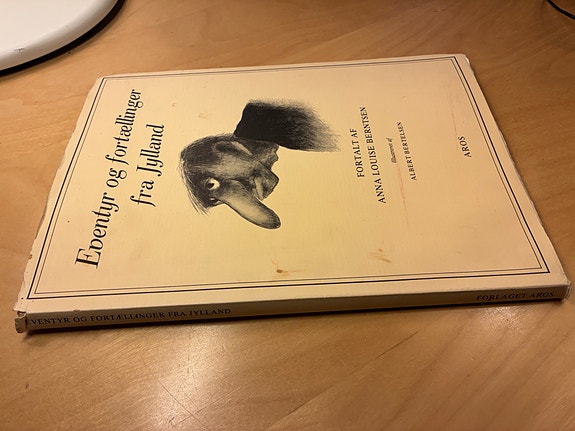 Eventyr og fortællinger
fra Jylland
FORTALT AF
ANNA LOUISE BERNTSEN
Illustreret af
ALBERT BERTELSEN
AROS
EVENTYR OG FORTÆLLINGER FRA JYLLAND
FORLAGET AROS